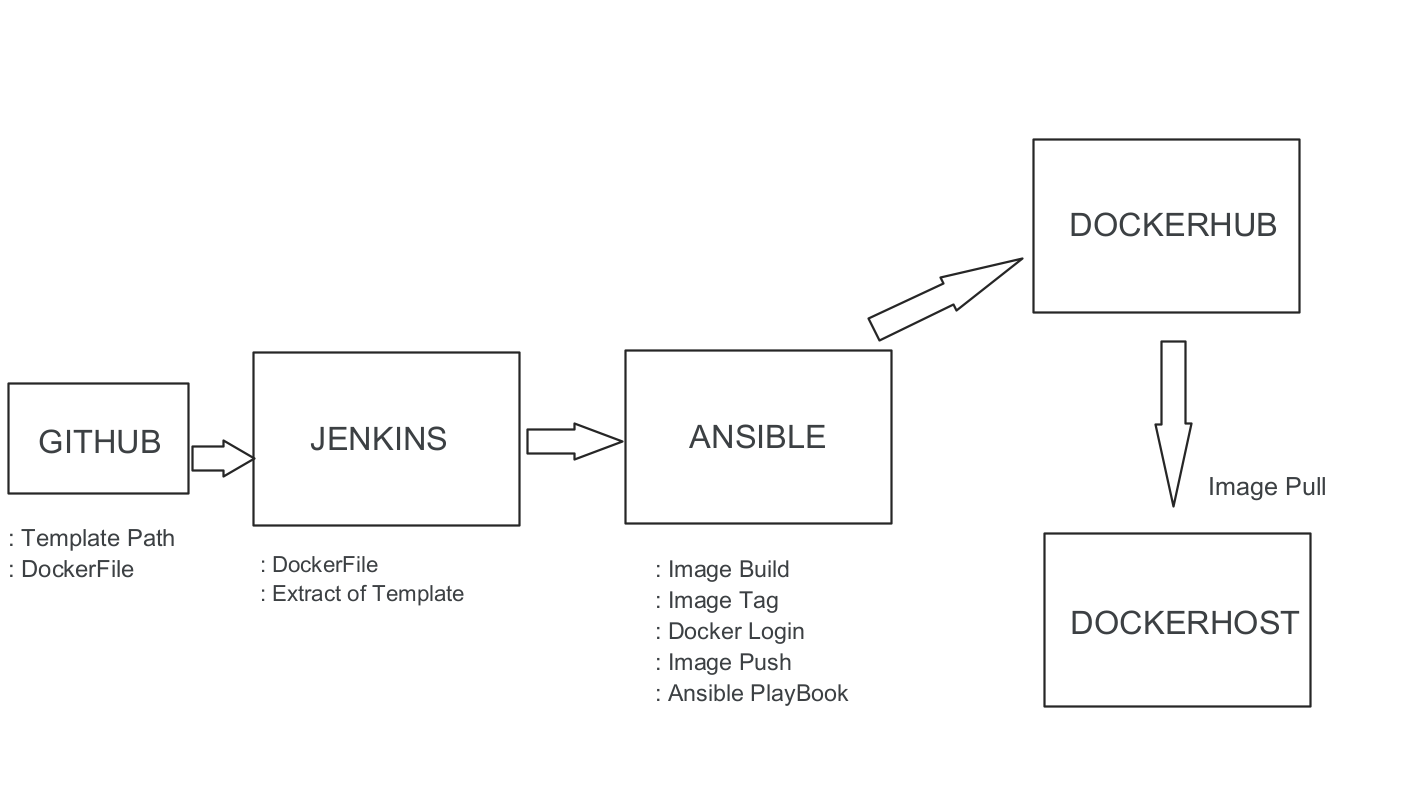 GITHUB
: Template Path
: DockerFile
JENKINS
: DockerFile
: Extract of Template
ANSIBLE
: Image Build
: Image Tag
: Docker Login
: Image Push
: Ansible PlayBook
DOCKERHUB
Image Pull
DOCKERHOST